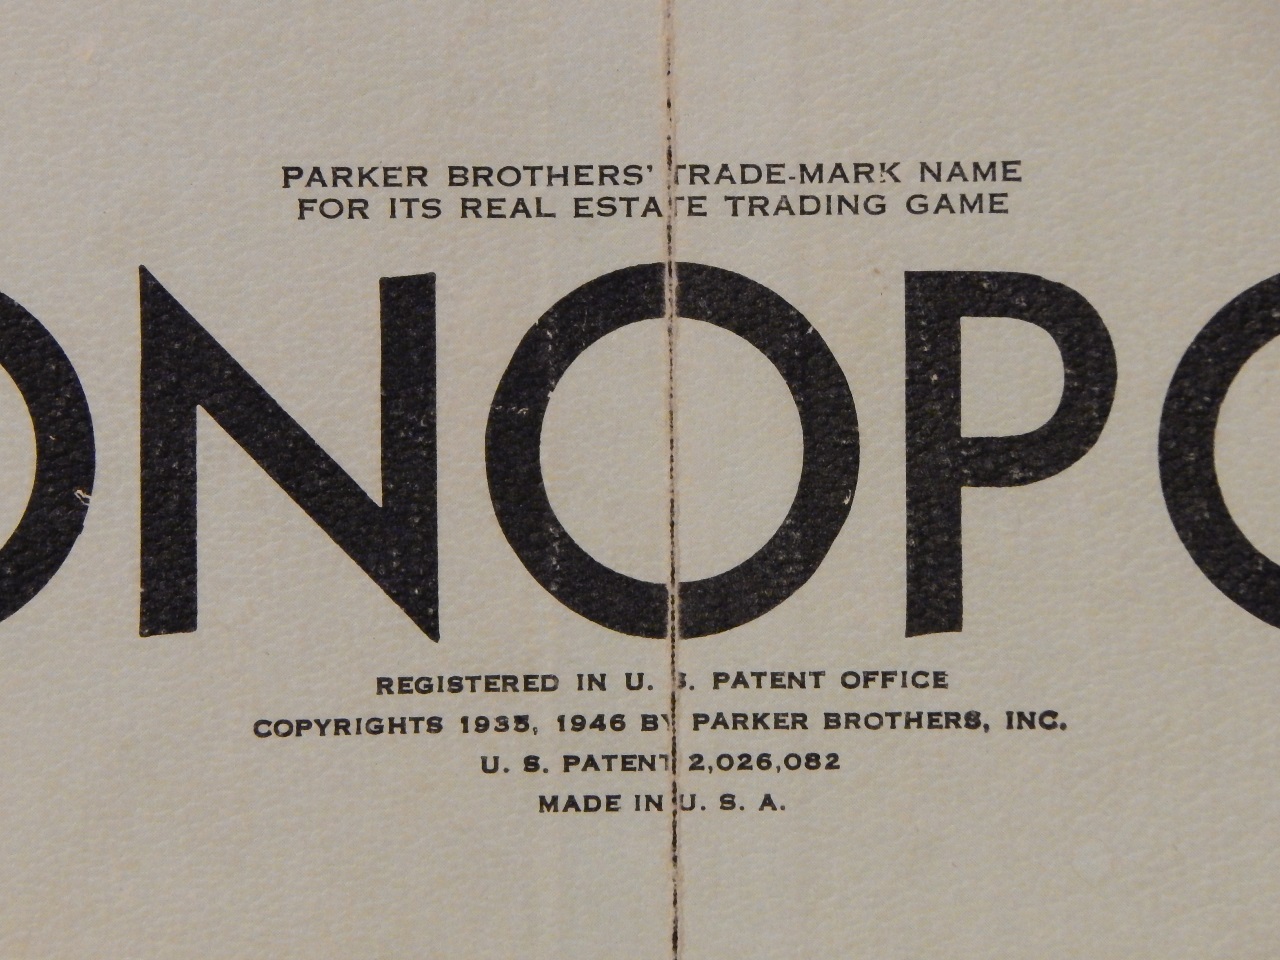 PARKER BROTHERS' TRADE-MARK NAME
FOR ITS REAL ESTATE TRADING GAME
ONOPO
REGISTERED IN U. S. PATENT OFFICE
COPYRIGHTS 1935, 1946 BY PARKER BROTHERS, INC.
U. S. PATENT 2,026,082
MADE IN U. S. A.